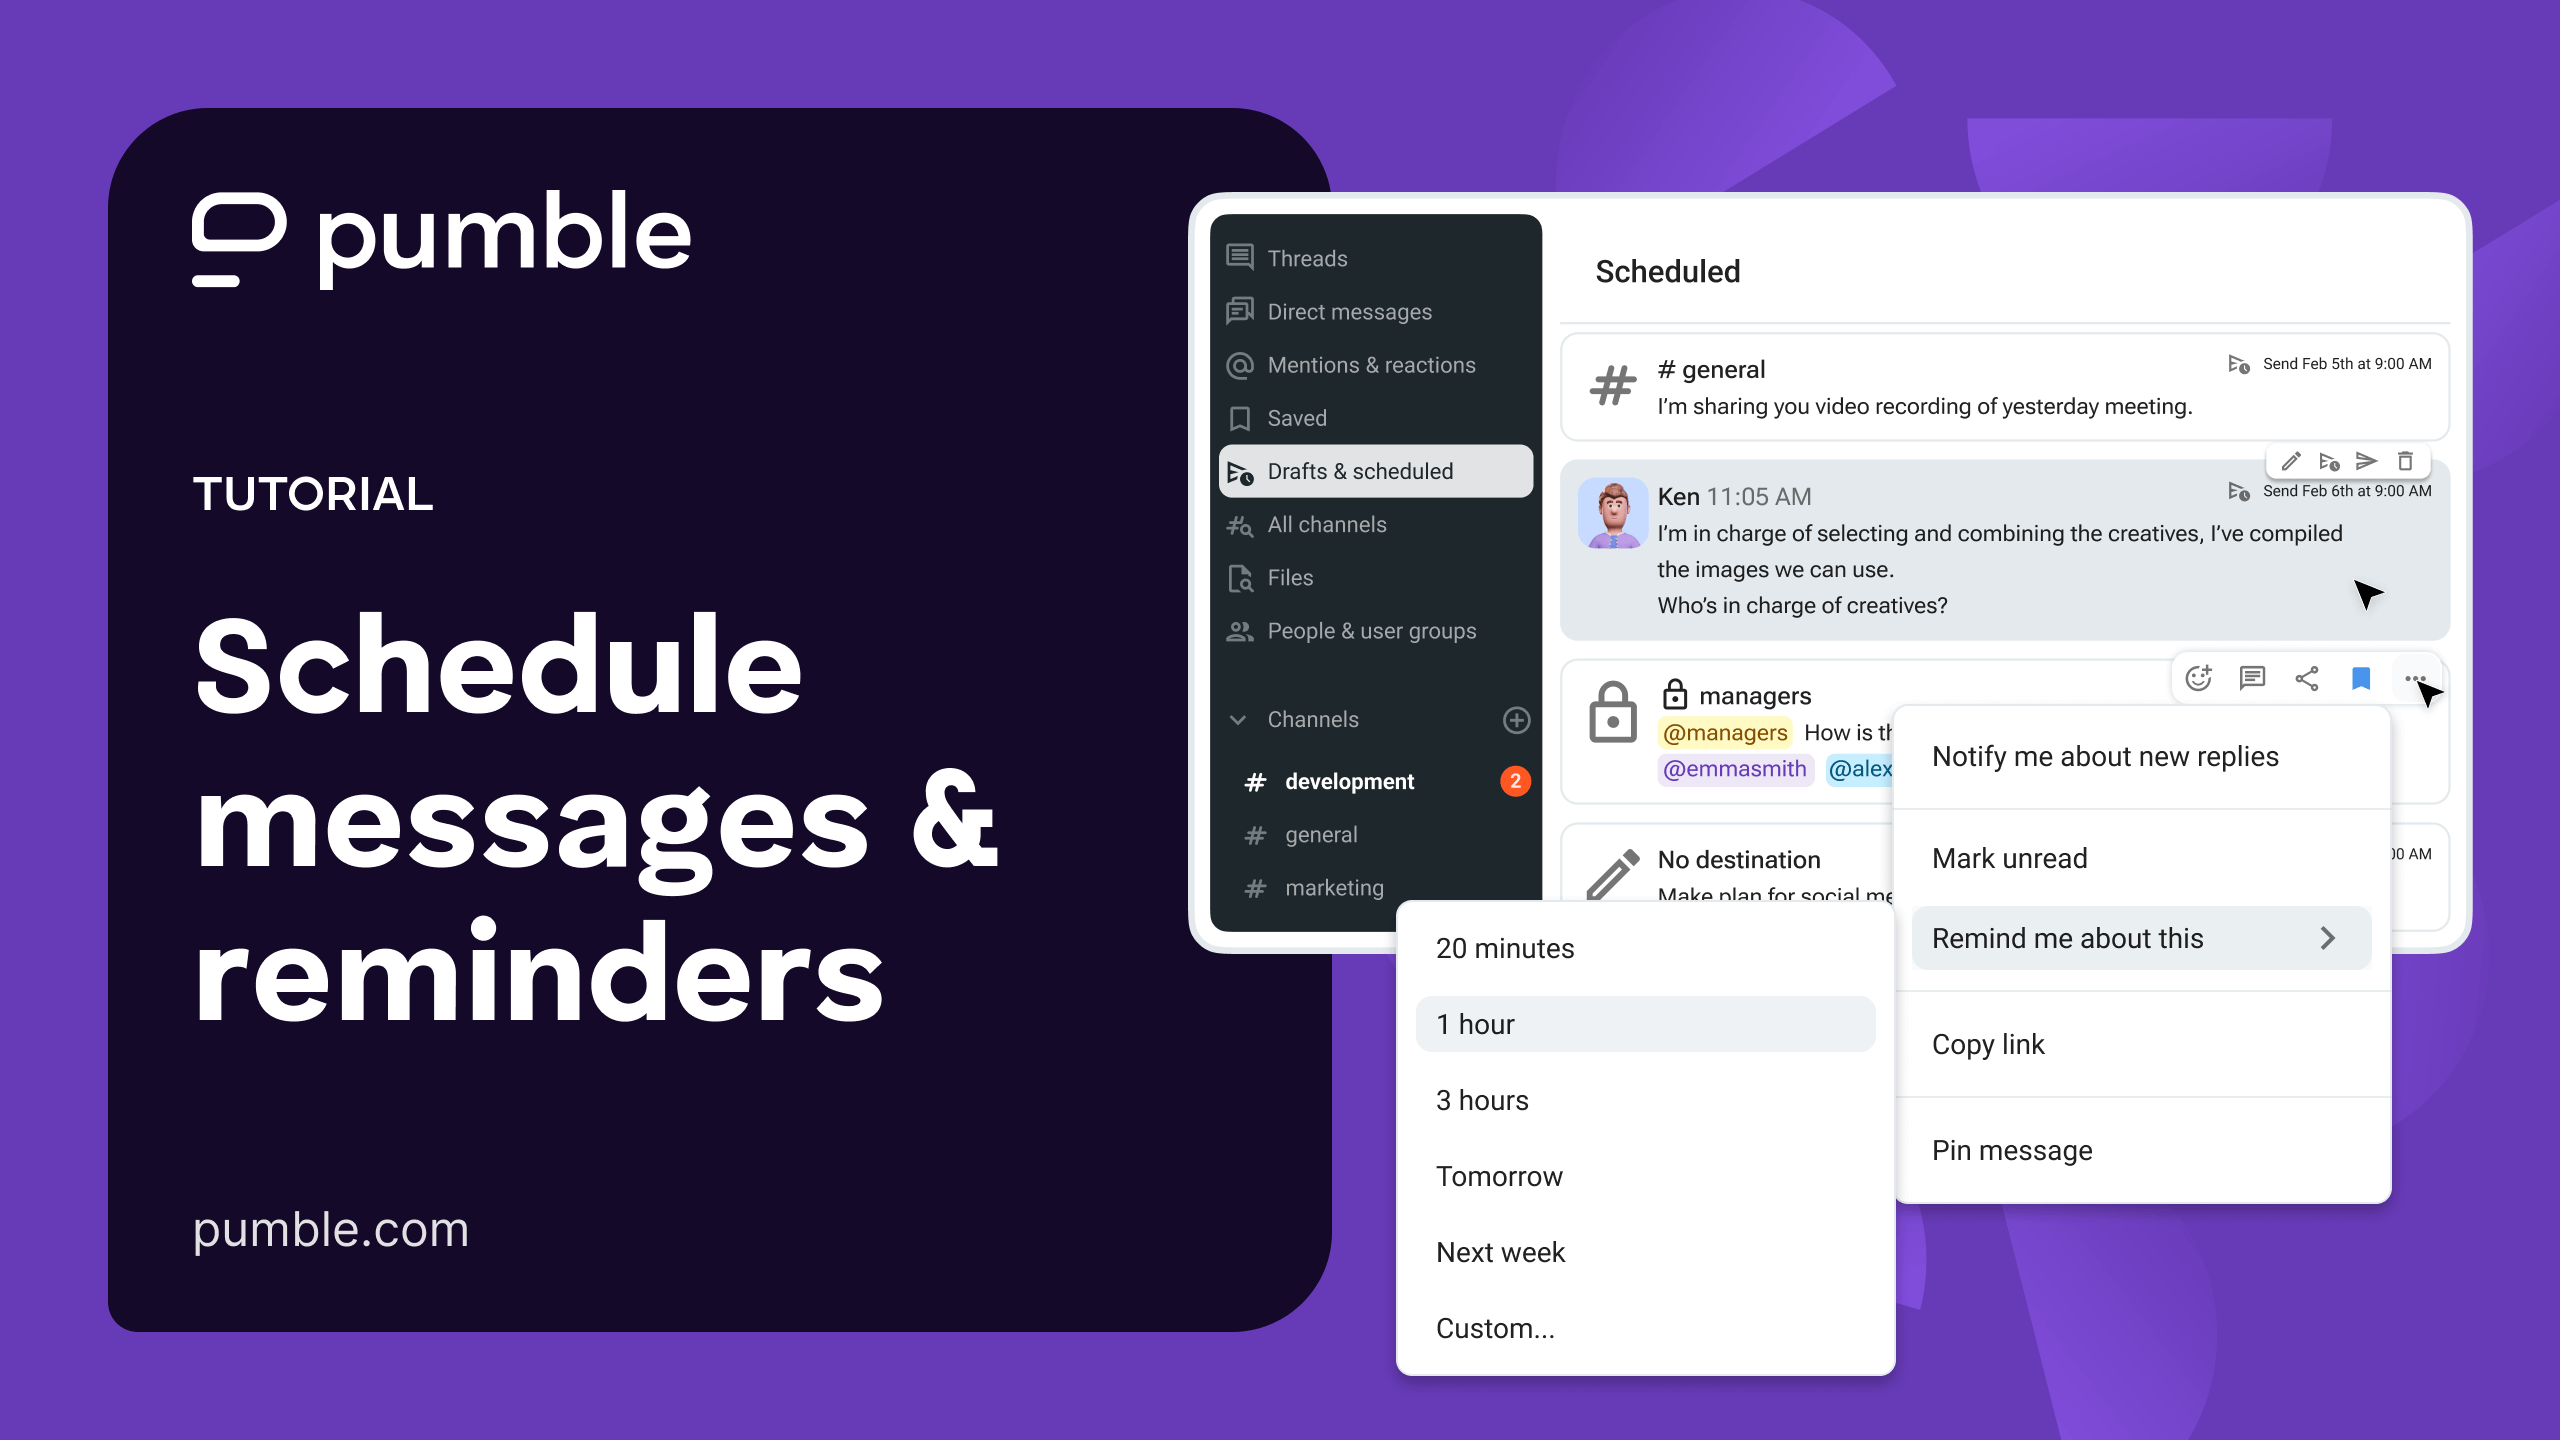 pumble
TUTORIAL
Schedule
messages &
reminders
pumble.com
Threads
Direct messages
Mentions & reactions
Saved
Drafts & scheduled
All channels
Files
People & user groups
Channels
# development 2
# general
# marketing
Scheduled
# general Send Feb 5th at 9:00 AM
I'm sharing you video recording of yesterday meeting.
Ken 11:05 AM Send Feb 6th at 9:00 AM
I'm in charge of selecting and combining the creatives, I've compiled
the images we can use.
Who's in charge of creatives?
managers
@managers How is
@emmasmith @alex
No destination AM
Make plan for social
Notify me about new replies
Mark unread
Remind me about this
Copy link
Pin message
20 minutes
1 hour
3 hours
Tomorrow
Next week
Custom...